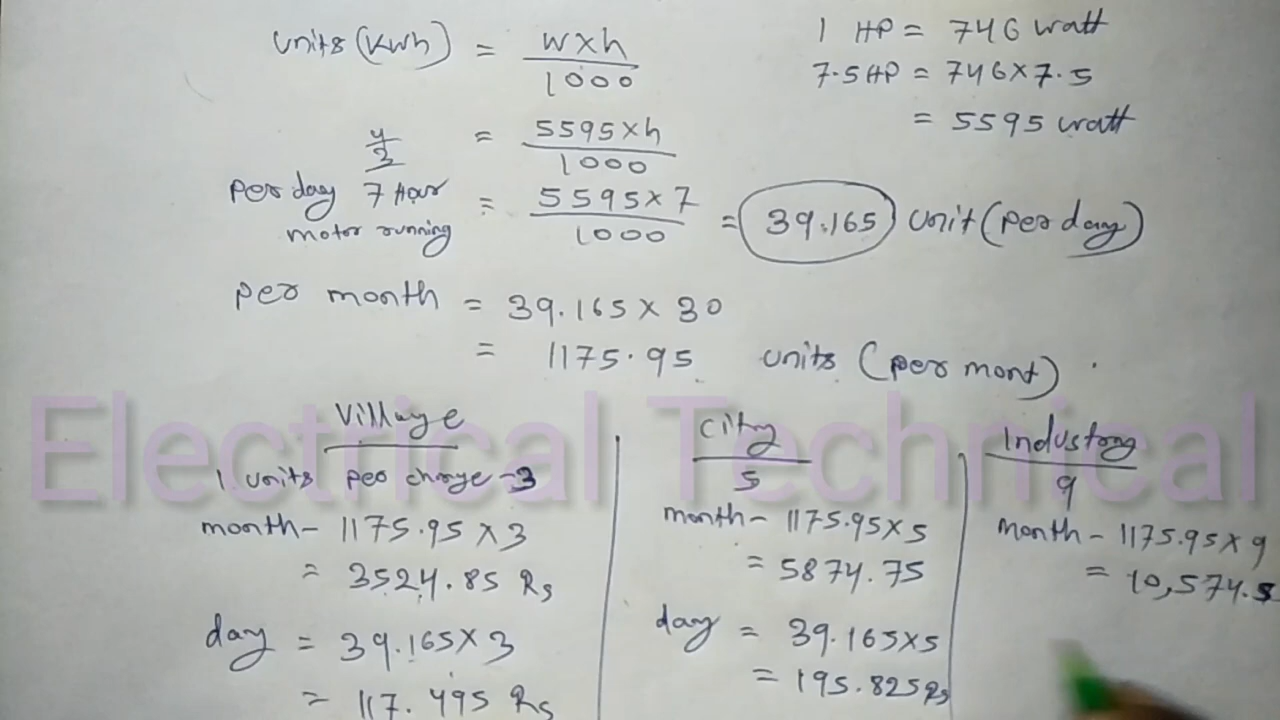 Units (Kwh) = W×h / 1000
1 HP = 746 watt
7.5 HP = 746×7.5
= 5595 watt
= 5595×h / 1000
Per day 7 Hour
motor running
= 5595×7 / 1000 = 39.165 Unit (Per day)
Per month = 39.165 × 30
= 1175.95 Units (per mont)
Electrical Technical
Village
1 units per charge - 3
month - 1175.95 × 3
= 3524.85 Rs
day = 39.165 × 3
= 117.495 Rs
City
5
month - 1175.95×5
= 5874.75
day = 39.165×5
= 195.825 Rs
Industry
9
Month - 1175.95×9
= 10,574.5